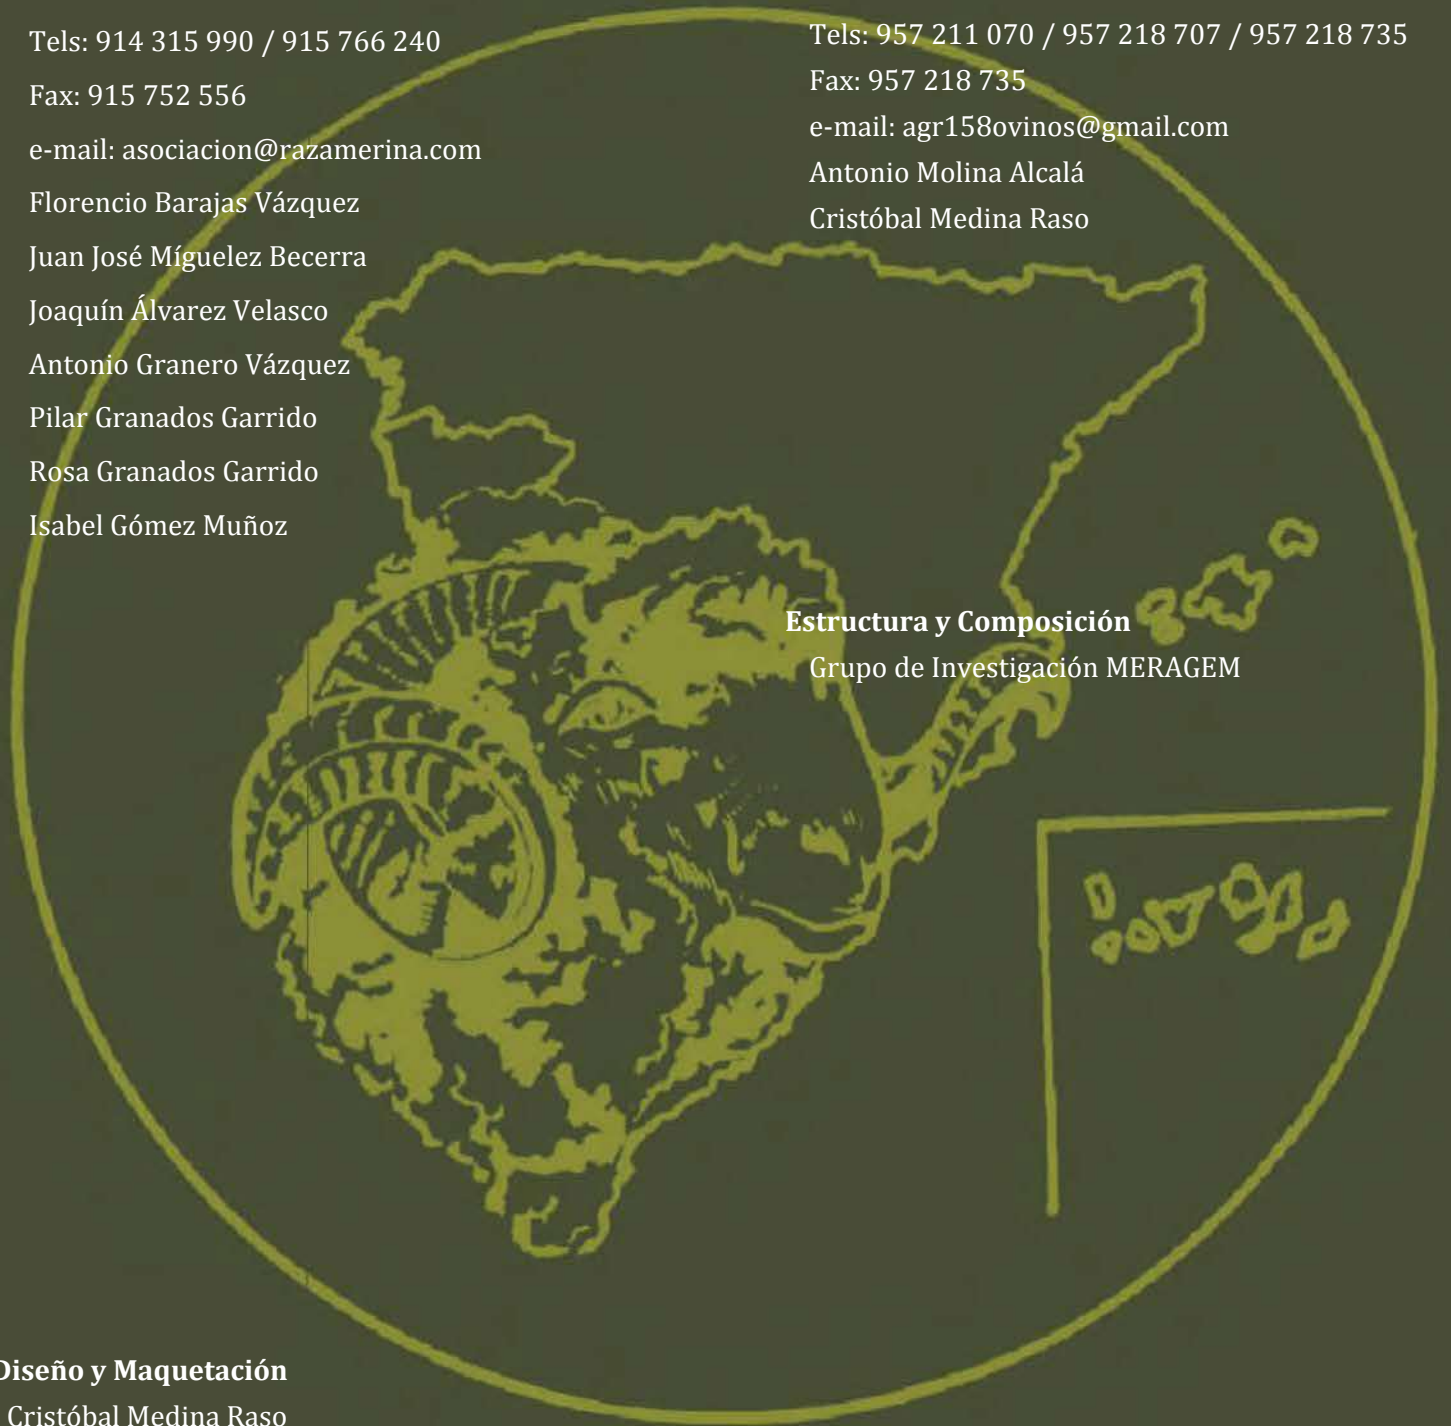 Tels: 914 315 990 / 915 766 240
Fax: 915 752 556
e-mail: asociacion@razamerina.com
Florencio Barajas Vázquez
Juan José Míguelez Becerra
Joaquín Álvarez Velasco
Antonio Granero Vázquez
Pilar Granados Garrido
Rosa Granados Garrido
Isabel Gómez Muñoz
Tels: 957 211 070 / 957 218 707 / 957 218 735
Fax: 957 218 735
e-mail: agr158ovinos@gmail.com
Antonio Molina Alcalá
Cristóbal Medina Raso
Estructura y Composición
Grupo de Investigación MERAGEM
Diseño y Maquetación
Cristóbal Medina Raso